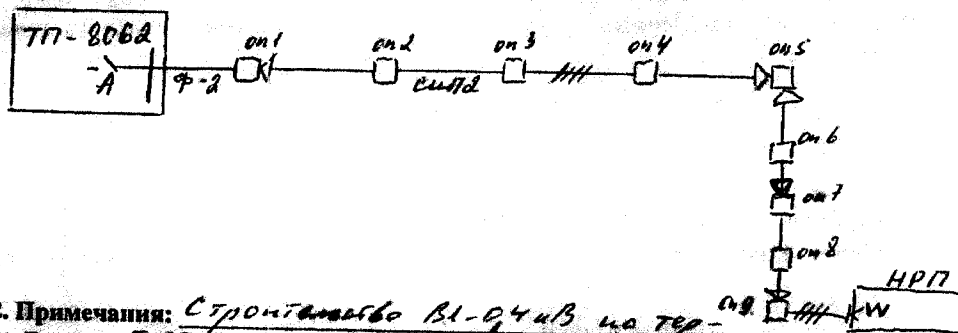 ТП-8062
оп1
оп2
оп3
оп4
оп5
А
Ф-2
СИП2
оп6
оп7
оп8
НРП
оп9
W
Примечания: Строительство ВЛ-0,4кВ на тер-